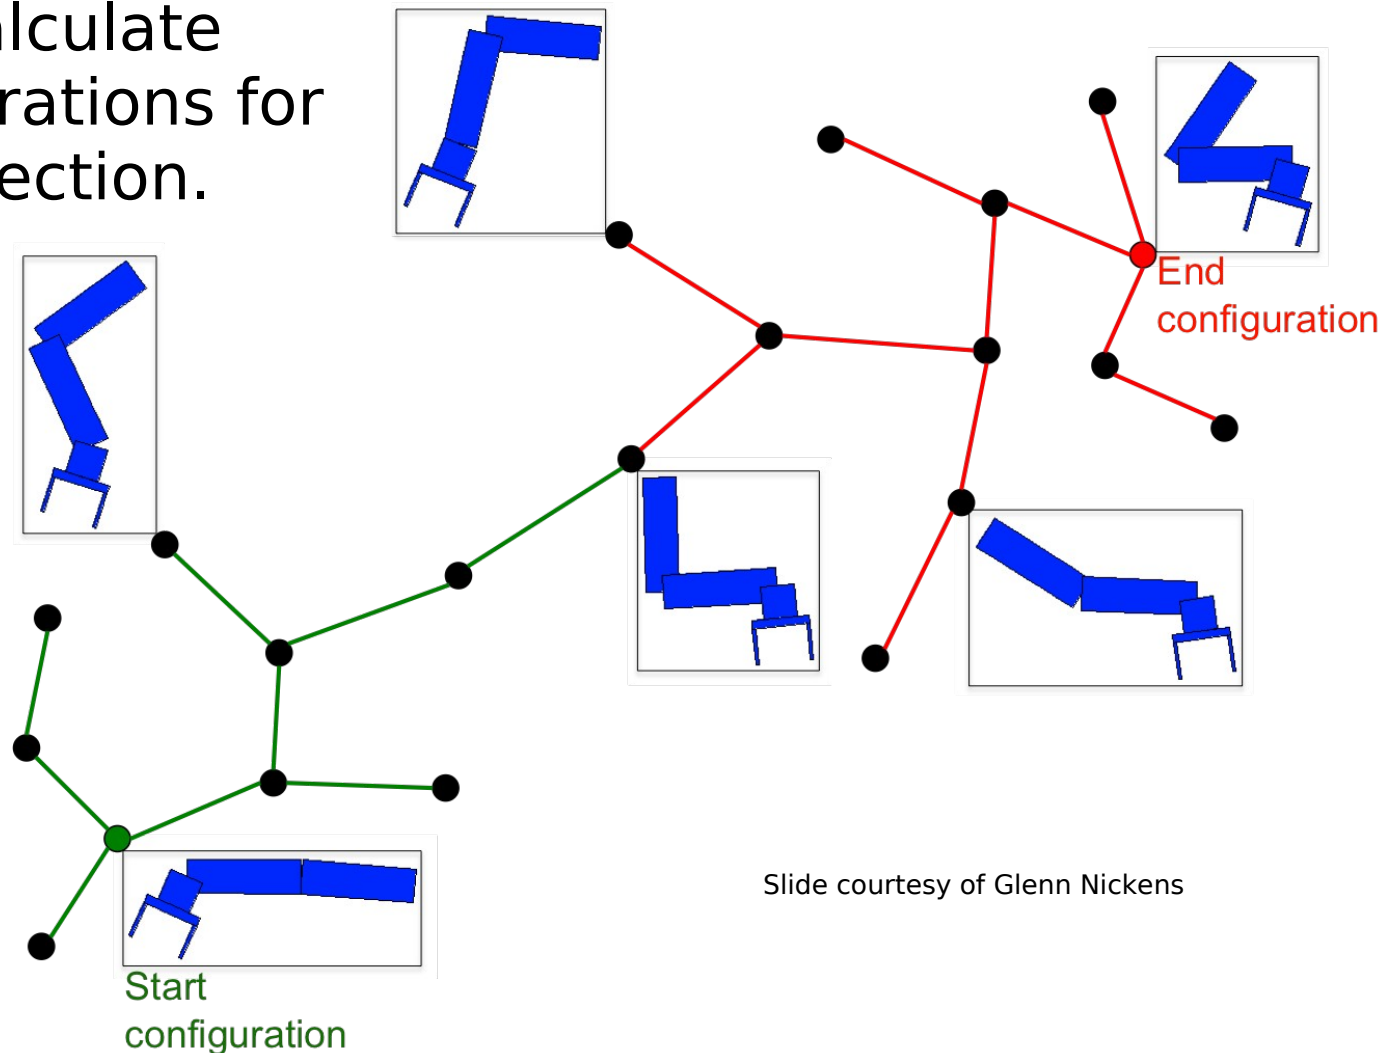 lculate
rations for
ection.
End
configuration
Slide courtesy of Glenn Nickens
Start
configuration